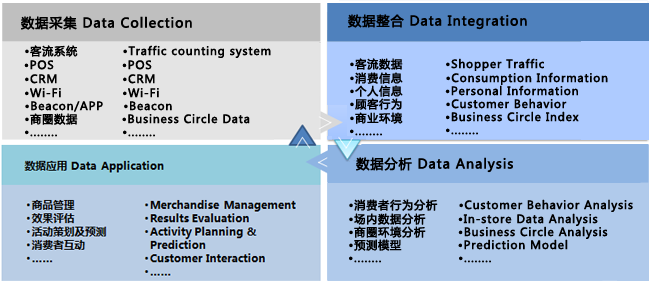 数据采集 Data Collection
• 客流系统
• POS
• CRM
• Wi-Fi
• Beacon/APP
• 商圈数据
• ........
• Traffic counting system
• POS
• CRM
• Wi-Fi
• Beacon
• Business Circle Data
• ........
数据整合 Data Integration
• 客流数据
• 消费信息
• 个人信息
• 顾客行为
• 商业环境
• ........
• Shopper Traffic
• Consumption Information
• Personal Information
• Customer Behavior
• Business Circle Index
• ........
数据应用 Data Application
• 商品管理
• 效果评估
• 活动策划及预测
• 消费者互动
• ......
• Merchandise Management
• Results Evaluation
• Activity Planning &
Prediction
• Customer Interaction
• ......
数据分析 Data Analysis
• 消费者行为分析
• 场内数据分析
• 商圈环境分析
• 预测模型
• ........
• Customer Behavior Analysis
• In-store Data Analysis
• Business Circle Analysis
• Prediction Model
• ........